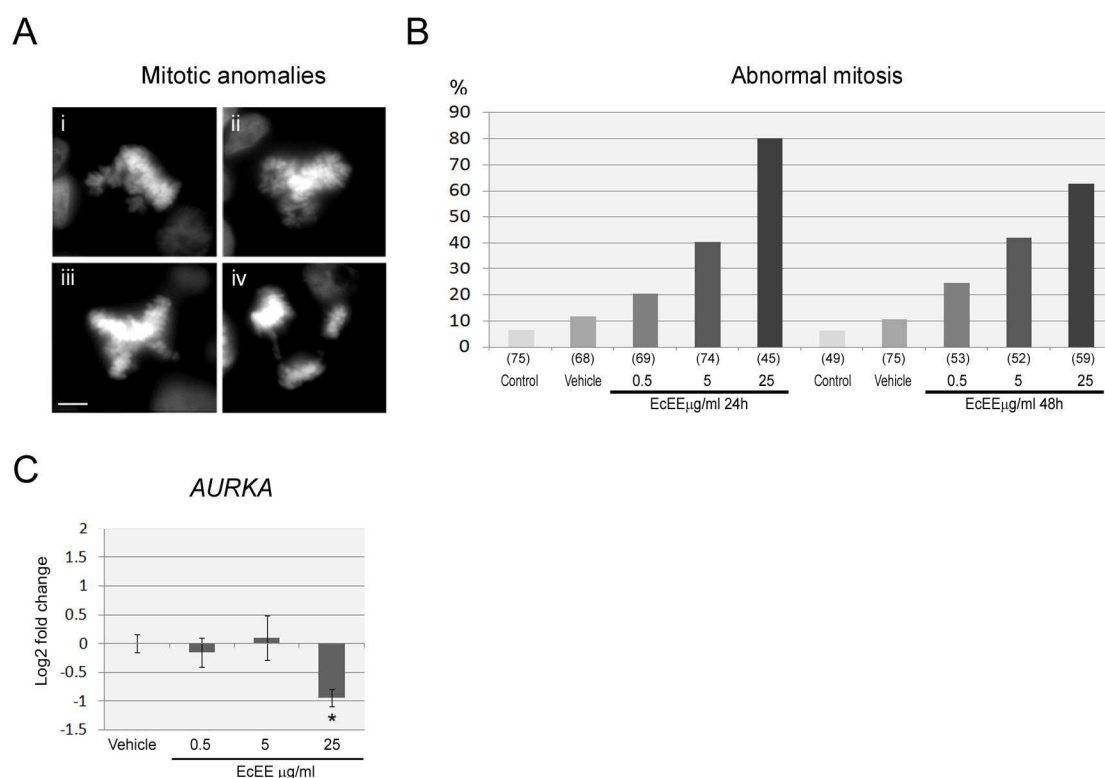 A
Mitotic anomalies
i
ii
iii
iv
B
Abnormal mitosis
%
90
80
70
60
50
40
30
20
10
0
(75) (68) (69) (74) (45) (49) (75) (53) (52) (59)
Control Vehicle 0.5 5 25 Control Vehicle 0.5 5 25
EcEEμg/ml 24h EcEEμg/ml 48h
C
AURKA
Log2 fold change
2
1.5
1
0.5
0
-0.5
-1
-1.5
*
Vehicle 0.5 5 25
EcEE μg/ml